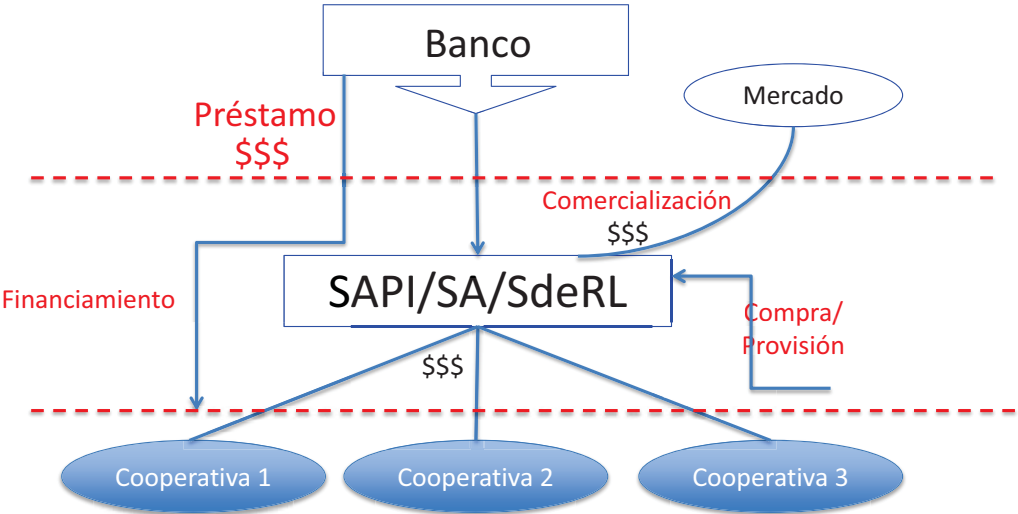 Banco
Mercado
Préstamo
$$$
Comercialización
$$$
SAPI/SA/SdeRL
Financiamiento
Compra/
Provisión
$$$
Cooperativa 1
Cooperativa 2
Cooperativa 3